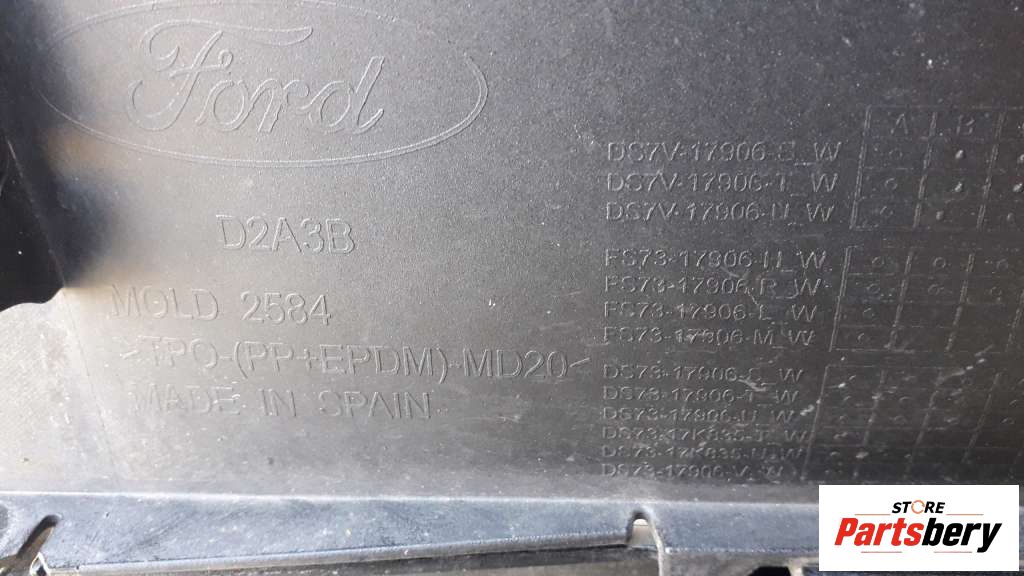 Ford
D2A3B
MOLD 2584
>TPO-(PP+EPDM)-MD20<
MADE IN SPAIN
A B
DS7V-17906-S_W
DS7V-17906-T_W
DS7V-17906-U_W
FS73-17906-R_W
FS73-17906-L_W
FS73-17906-M_W
DS73-17906-S_W
DS73-17906-T_W
DS73-17906-U_W
DS73-17906-V_W
STORE
Partsbery